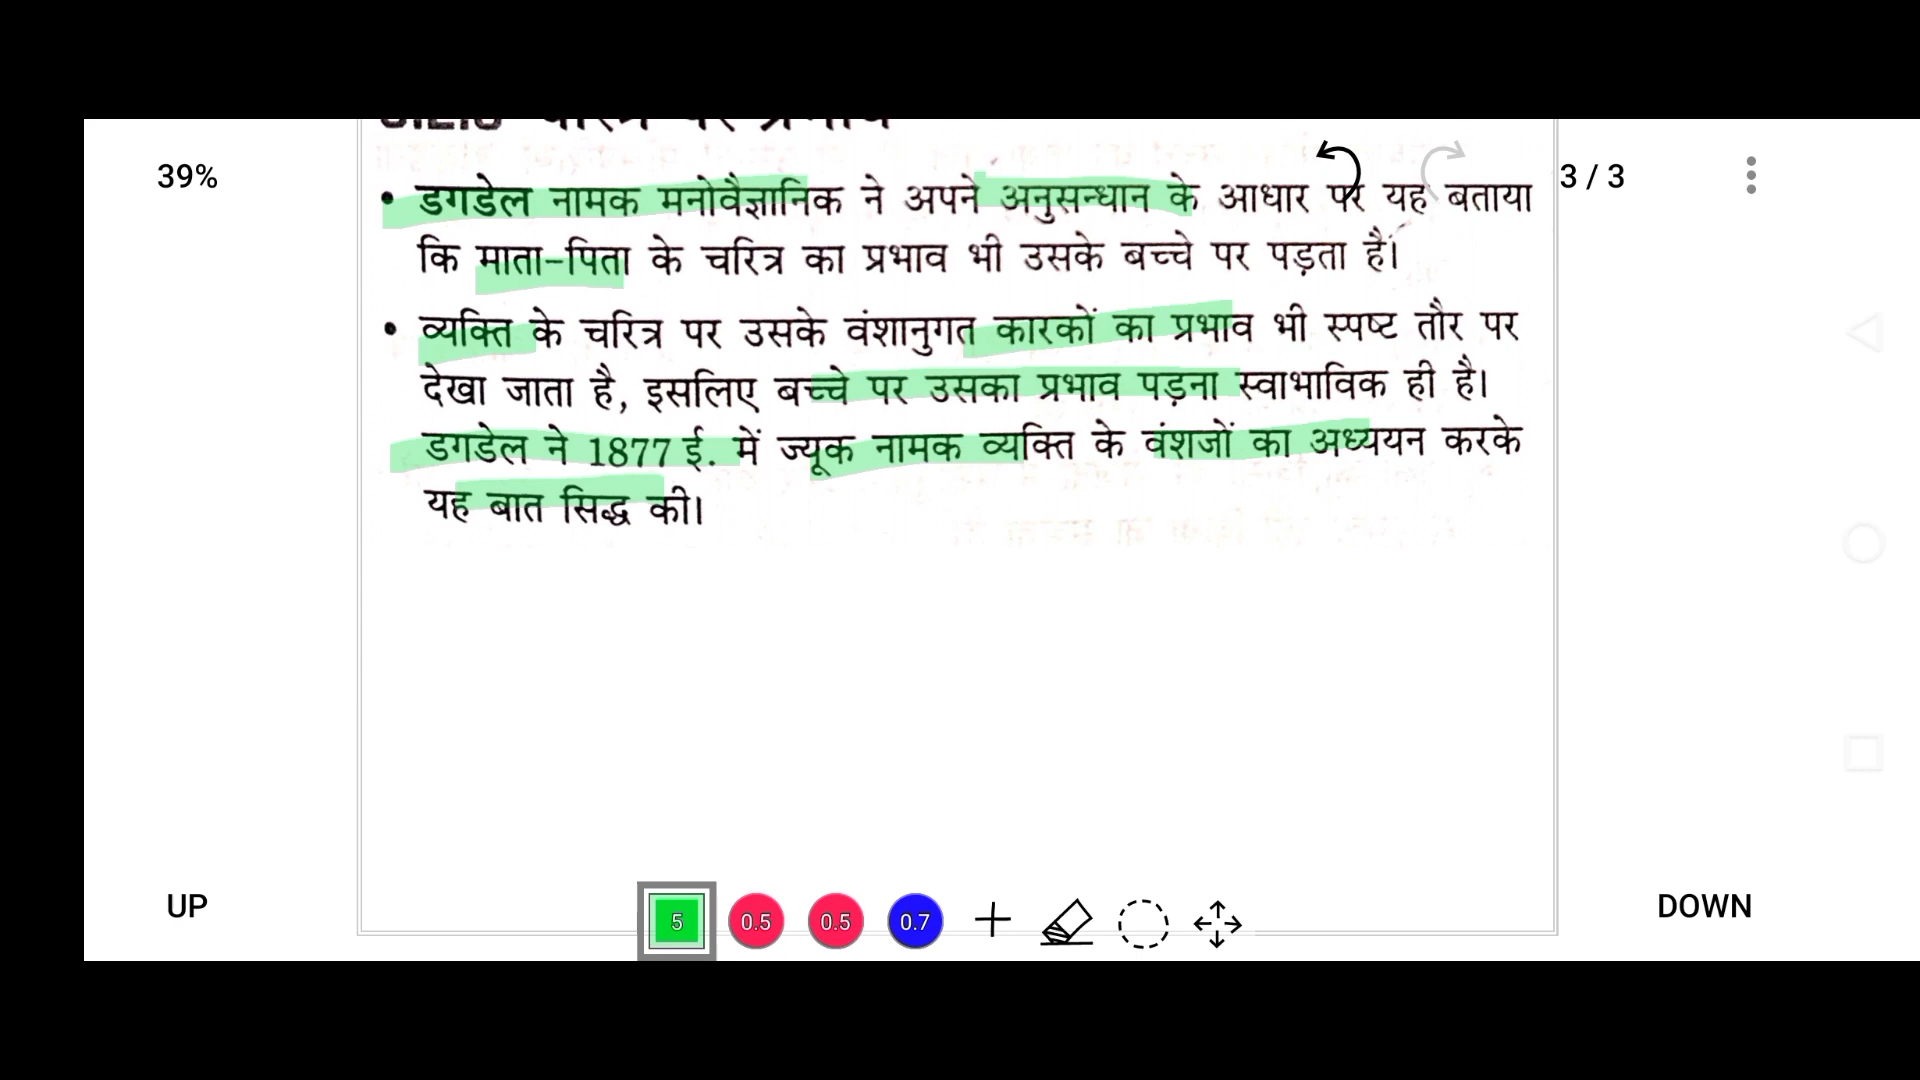 39%
3 / 3
• डगडेल नामक मनोवैज्ञानिक ने अपने अनुसन्धान के आधार पर यह बताया
कि माता-पिता के चरित्र का प्रभाव भी उसके बच्चे पर पड़ता है।
• व्यक्ति के चरित्र पर उसके वंशानुगत कारकों का प्रभाव भी स्पष्ट तौर पर
देखा जाता है, इसलिए बच्चे पर उसका प्रभाव पड़ना स्वाभाविक ही है।
डगडेल ने 1877 ई. में ज्यूक नामक व्यक्ति के वंशजों का अध्ययन करके
यह बात सिद्ध की।
UP
5 0.5 0.5 0.7
DOWN